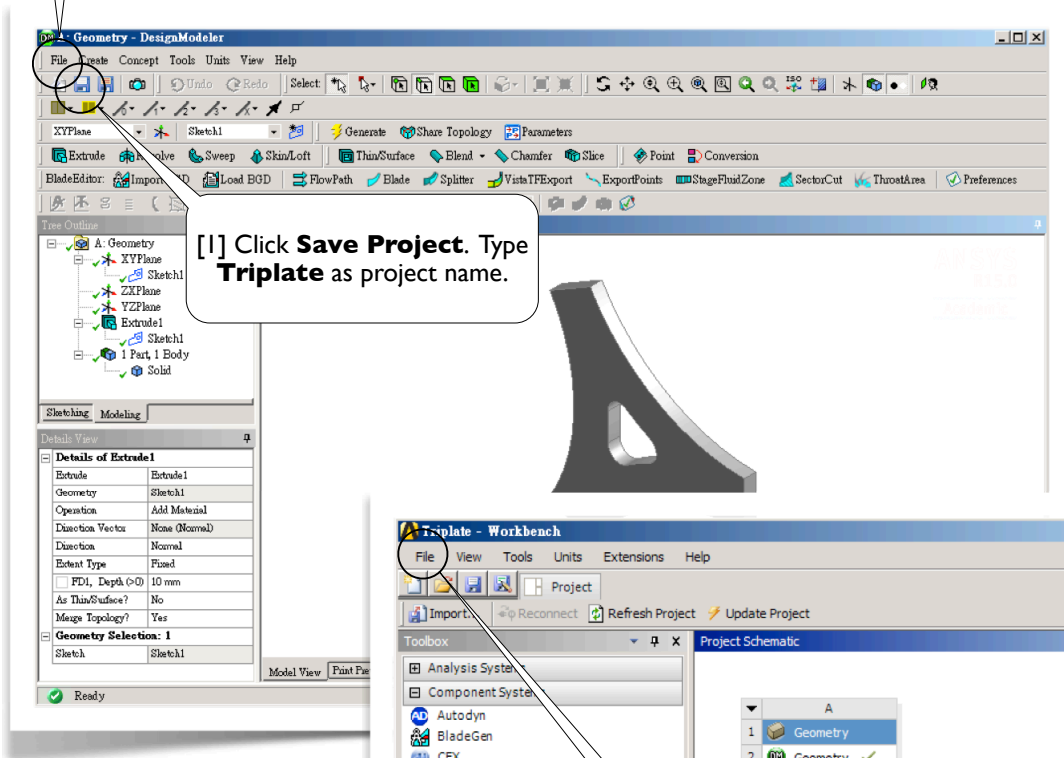 A: Geometry - DesignModeler
File Create Concept Tools Units View Help
Undo Redo Select: ISO
XYPlane Sketch1 Generate Share Topology Parameters
Extrude Revolve Sweep Skin/Loft Thin/Surface Blend Chamfer Slice Point Conversion
BladeEditor: Load BGD FlowPath Blade Splitter VistaTFExport ExportPoints StageFluidZone SectorCut ThroatArea Preferences
Tree Outline
A: Geometry
XYPlane
Sketch1
ZXPlane
YZPlane
Extrude1
Sketch1
1 Part, 1 Body
Solid
[1] Click Save Project. Type
Triplate as project name.
Sketching Modeling
Details View
Details of Extrude1
Extrude Extrude1
Geometry Sketch1
Operation Add Material
Direction Vector None (Normal)
Direction Normal
Extent Type Fixed
FD1, Depth (>0) 10 mm
As Thin/Surface? No
Merge Topology? Yes
Geometry Selection: 1
Sketch Sketch1
Model View Print Pre
Ready
Triplate - Workbench
File View Tools Units Extensions Help
Project
Import... Reconnect Refresh Project Update Project
Toolbox
Project Schematic
Analysis Systems
Component Systems
Autodyn
BladeGen
CFX
A
1 Geometry
2 Geometry